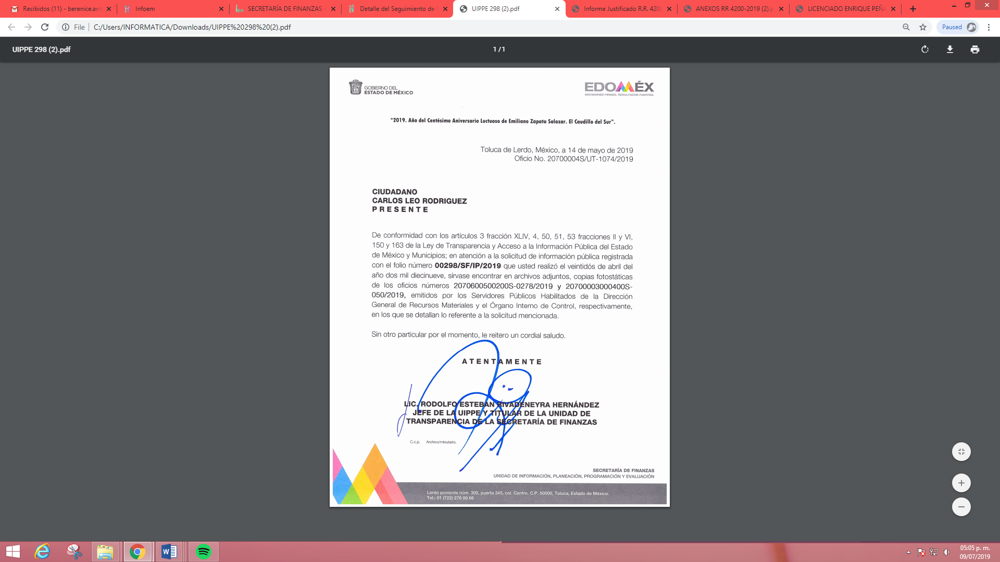 Recibidos (11) - berenice.ant
Infoem
SECRETARÍA DE FINANZAS
Detalle del Seguimiento de
UIPPE 298 (2).pdf
Informe Justificado R.R. 420
ANEXOS RR 4200-2019 (2).p
LICENCIADO ENRIQUE PEÑA
File
C:/Users/INFORMATICA/Downloads/UIPPE%20298%20(2).pdf
Paused
UIPPE 298 (2).pdf
1 / 1
GOBIERNO DEL
ESTADO DE MÉXICO
EDOMÉX
DECISIONES FIRMES, RESULTADOS FUERTES.
"2019. Año del Centésimo Aniversario Luctuoso de Emiliano Zapata Salazar. El Caudillo del Sur".
Toluca de Lerdo, México, a 14 de mayo de 2019
Oficio No. 20700004S/UT-1074/2019
CIUDADANO
CARLOS LEO RODRIGUEZ
P R E S E N T E
De conformidad con los artículos 3 fracción XLIV, 4, 50, 51, 53 fracciones II y VI,
150 y 163 de la Ley de Transparencia y Acceso a la Información Pública del Estado
de México y Municipios; en atención a la solicitud de información pública registrada
con el folio número 00298/SF/IP/2019 que usted realizó el veintidós de abril del
año dos mil diecinueve, sírvase encontrar en archivos adjuntos, copias fotostáticas
de los oficios números 2070600500200S-0278/2019 y 20700003000400S-
050/2019, emitidos por los Servidores Públicos Habilitados de la Dirección
General de Recursos Materiales y el Órgano Interno de Control, respectivamente,
en los que se detallan lo referente a la solicitud mencionada.
Sin otro particular por el momento, le reitero un cordial saludo.
A T E N T A M E N T E
LIC. RODOLFO ESTEBAN RIVADENEYRA HERNÁNDEZ
JEFE DE LA UIPPE Y TITULAR DE LA UNIDAD DE
TRANSPARENCIA DE LA SECRETARÍA DE FINANZAS
C.c.p. Archivo/minutario.
SECRETARÍA DE FINANZAS
UNIDAD DE INFORMACIÓN, PLANEACIÓN, PROGRAMACIÓN Y EVALUACIÓN
Lerdo poniente núm. 300, puerta 345, col. Centro, C.P. 50000, Toluca, Estado de México.
Tel.: 01 (722) 276 00 66
05:05 p. m.
09/07/2019